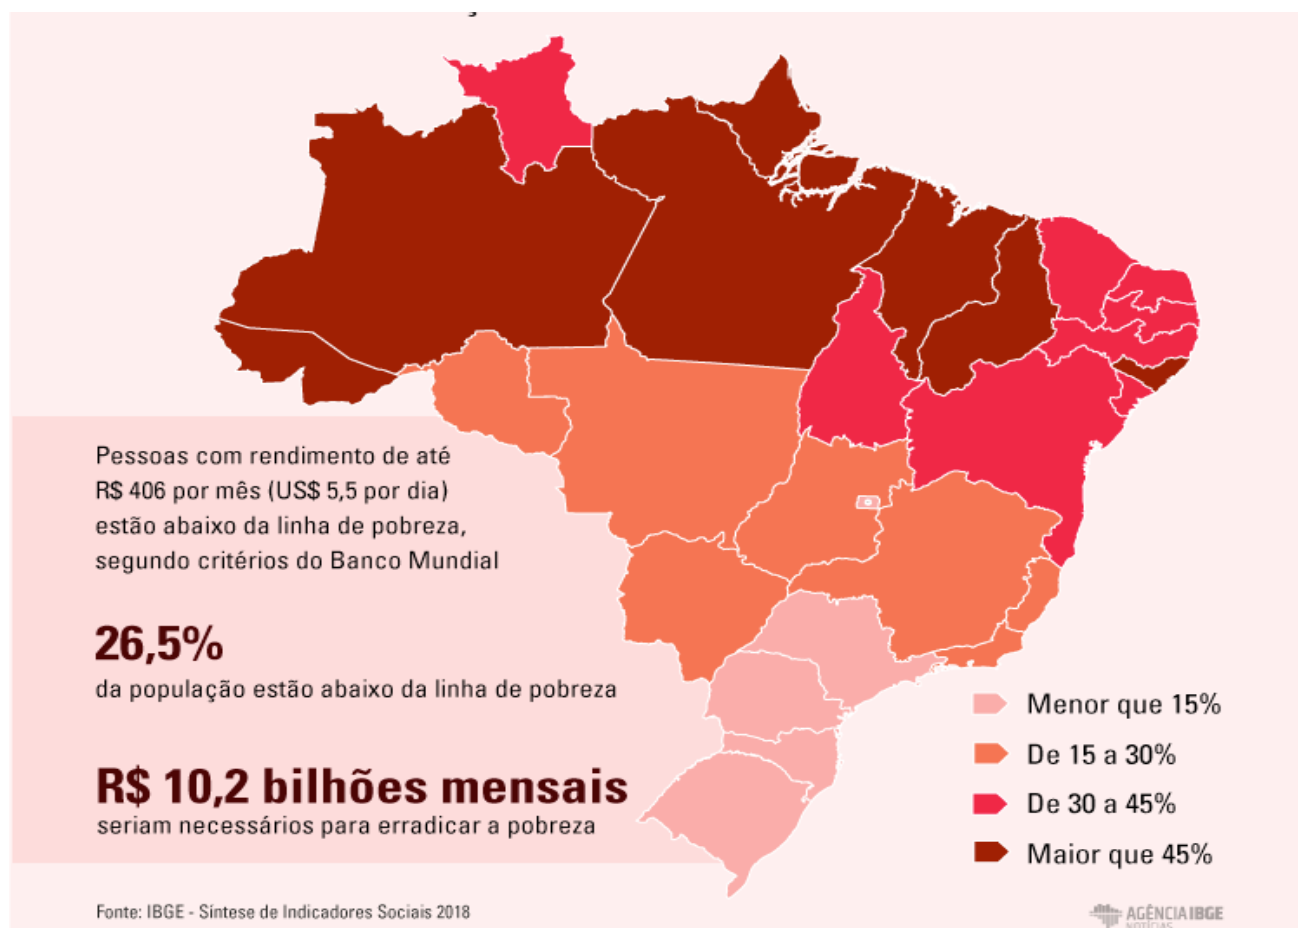 Pessoas com rendimento de até
R$ 406 por mês (US$ 5,5 por dia)
estão abaixo da linha de pobreza,
segundo critérios do Banco Mundial
26,5%
da população estão abaixo da linha de pobreza
R$ 10,2 bilhões mensais
seriam necessários para erradicar a pobreza
Menor que 15%
De 15 a 30%
De 30 a 45%
Maior que 45%
Fonte: IBGE - Síntese de Indicadores Sociais 2018
AGÊNCIA IBGE
NOTÍCIAS